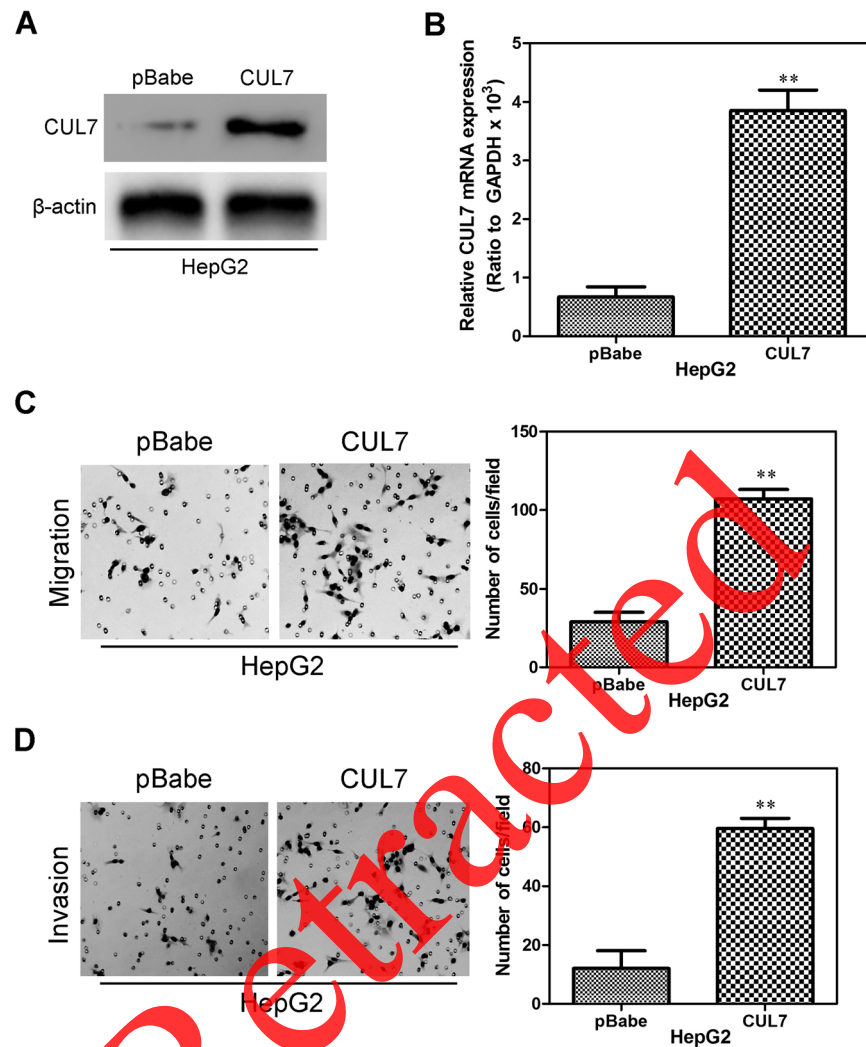 A
pBabe CUL7
CUL7
β-actin
HepG2
B
Relative CUL7 mRNA expression
(Ratio to GAPDH x 10³)
5
4
3
2
1
0
**
pBabe CUL7
HepG2
C
pBabe CUL7
Migration
HepG2
Number of cells/field
150
100
50
0
**
pBabe CUL7
HepG2
D
pBabe CUL7
Invasion
HepG2
Number of cells/field
80
60
40
20
0
**
pBabe CUL7
HepG2
Retracted